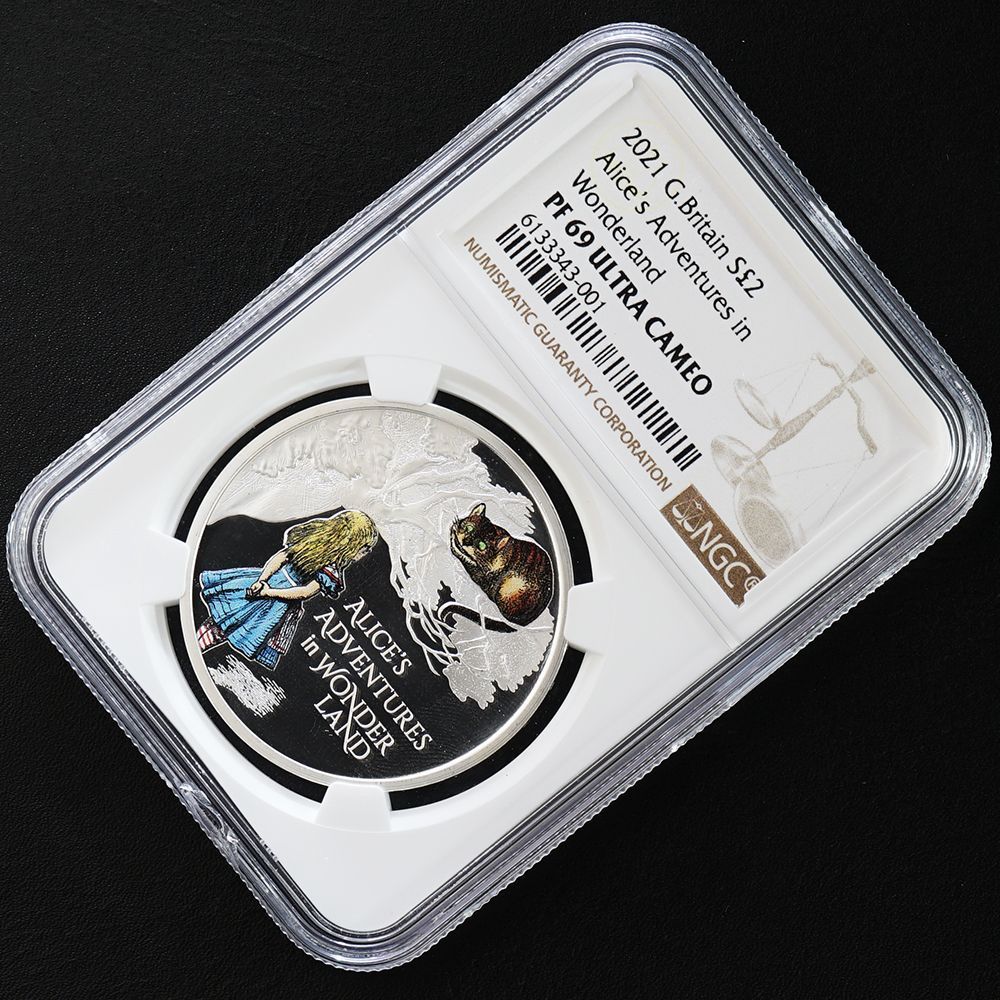 2021 G.Britain S£2
Alice's Adventures in
Wonderland
PF 69 ULTRA CAMEO
6133343-001
NUMISMATIC GUARANTY CORPORATION
NGC®
ALICE'S
ADVENTURES
in WONDER
LAND